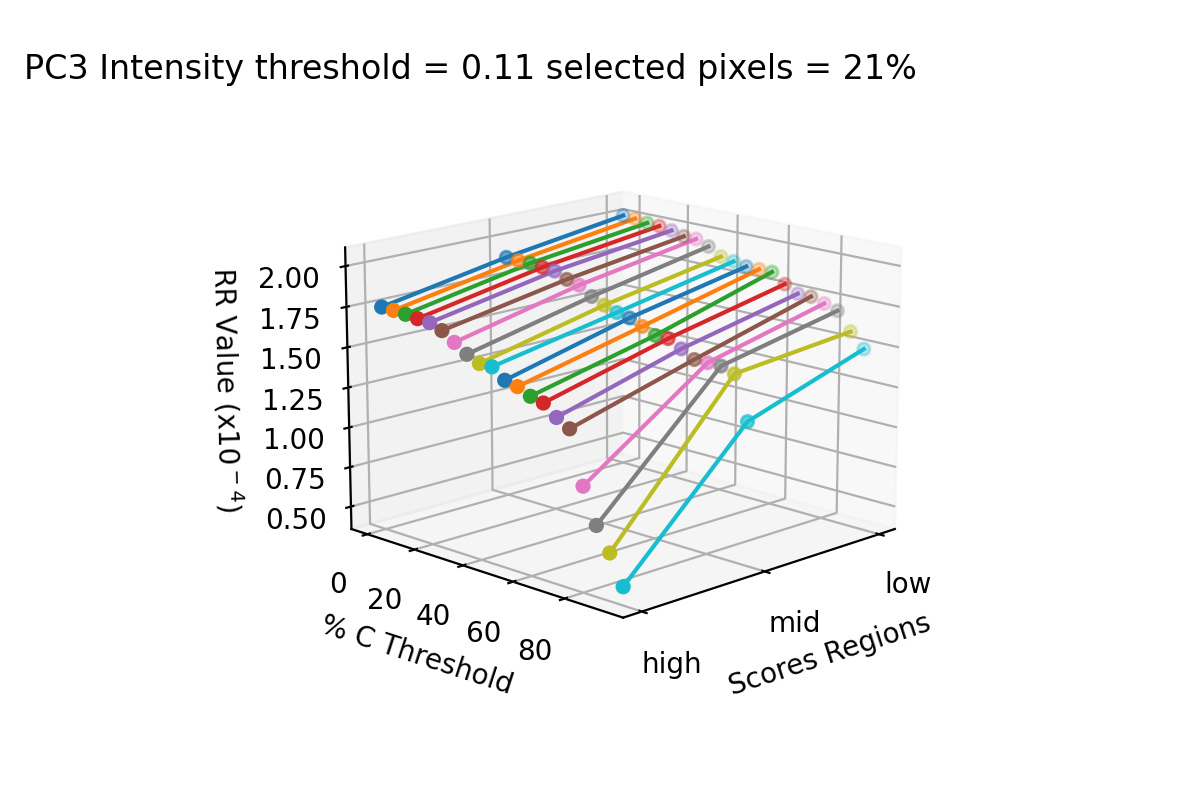 PC3 Intensity threshold = 0.11 selected pixels = 21%
RR Value (x10⁻⁴)
2.00
1.75
1.50
1.25
1.00
0.75
0.50
0
20
40
60
80
% C Threshold
high
mid
low
Scores Regions